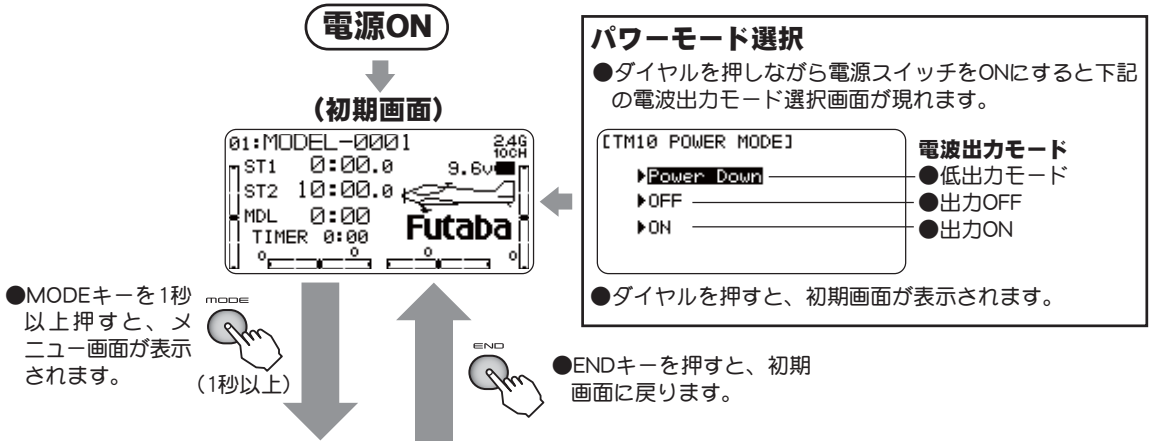 電源ON
(初期画面)
01:MODEL-0001
2.4G
10CH
ST1 0:00.0
9.6v
ST2 10:00.0
MDL 0:00
TIMER 0:00
Futaba
0 0 0 0
パワーモード選択
●ダイヤルを押しながら電源スイッチをONにすると下記
の電波出力モード選択画面が現れます。
[TM10 POWER MODE]
▶Power Down
▶OFF
▶ON
電波出力モード
●低出力モード
●出力OFF
●出力ON
●ダイヤルを押すと、初期画面が表示されます。
●MODEキーを1秒
以上押すと、メ
ニュー画面が表示
されます。
MODE
(1秒以上)
END
●ENDキーを押すと、初期
画面に戻ります。